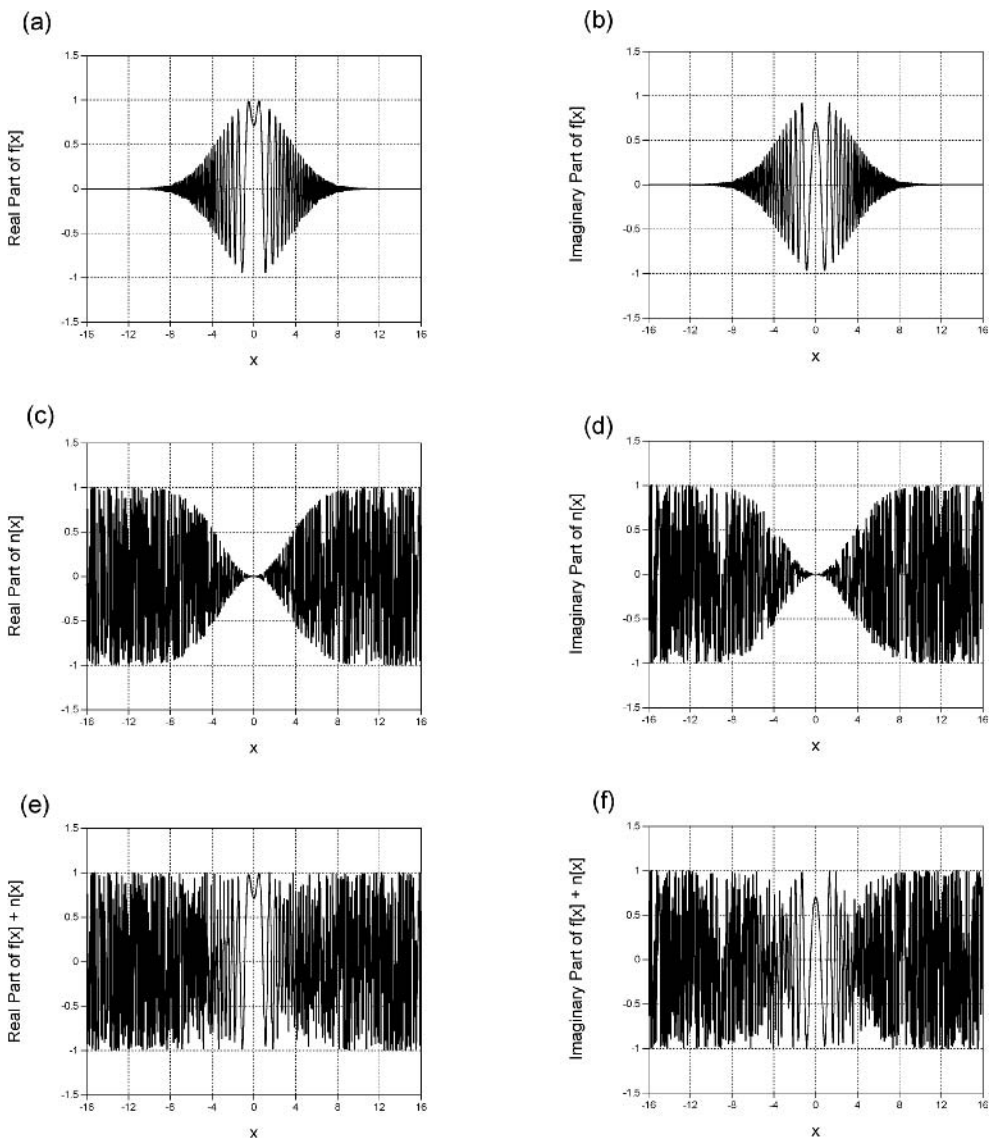 (a)
Real Part of f[x]
1.5
1
0.5
0
-0.5
-1
-1.5
-16 -12 -8 -4 0 4 8 12 16
x
(b)
Imaginary Part of f[x]
1.5
1
0.5
0
-0.5
-1
-1.5
-16 -12 -8 -4 0 4 8 12 16
x
(c)
Real Part of n[x]
1.5
1
0.5
0
-0.5
-1
-1.5
-16 -12 -8 -4 0 4 8 12 16
x
(d)
Imaginary Part of n[x]
1.5
1
0.5
0
-0.5
-1
-1.5
-16 -12 -8 -4 0 4 8 12 16
x
(e)
Real Part of f[x] + n[x]
1.5
1
0.5
0
-0.5
-1
-1.5
-16 -12 -8 -4 0 4 8 12 16
x
(f)
Imaginary Part of f[x] + n[x]
1.5
1
0.5
0
-0.5
-1
-1.5
-16 -12 -8 -4 0 4 8 12 16
x